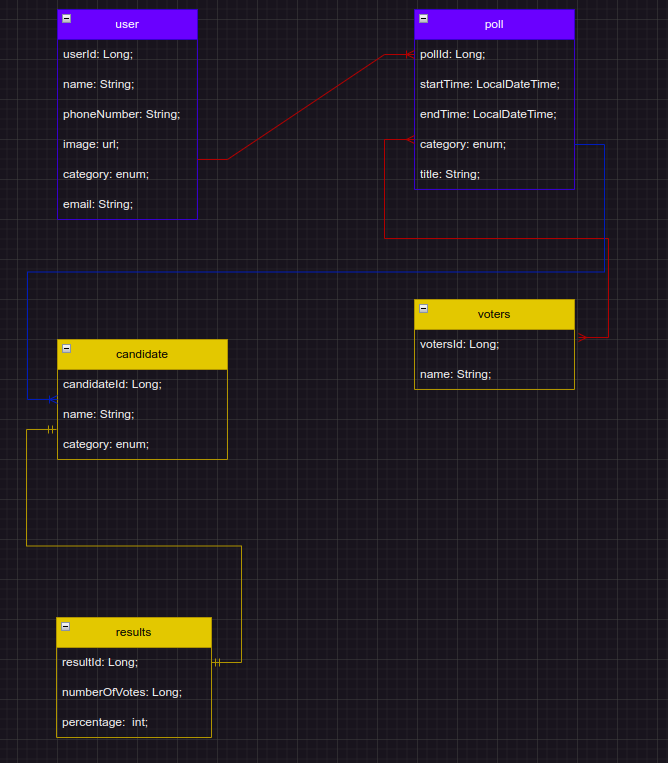 user
userId: Long;
name: String;
phoneNumber: String;
image: url;
category: enum;
email: String;
poll
pollId: Long;
startTime: LocalDateTime;
endTime: LocalDateTime;
category: enum;
title: String;
voters
votersId: Long;
name: String;
candidate
candidateId: Long;
name: String;
category: enum;
results
resultId: Long;
numberOfVotes: Long;
percentage:  int;